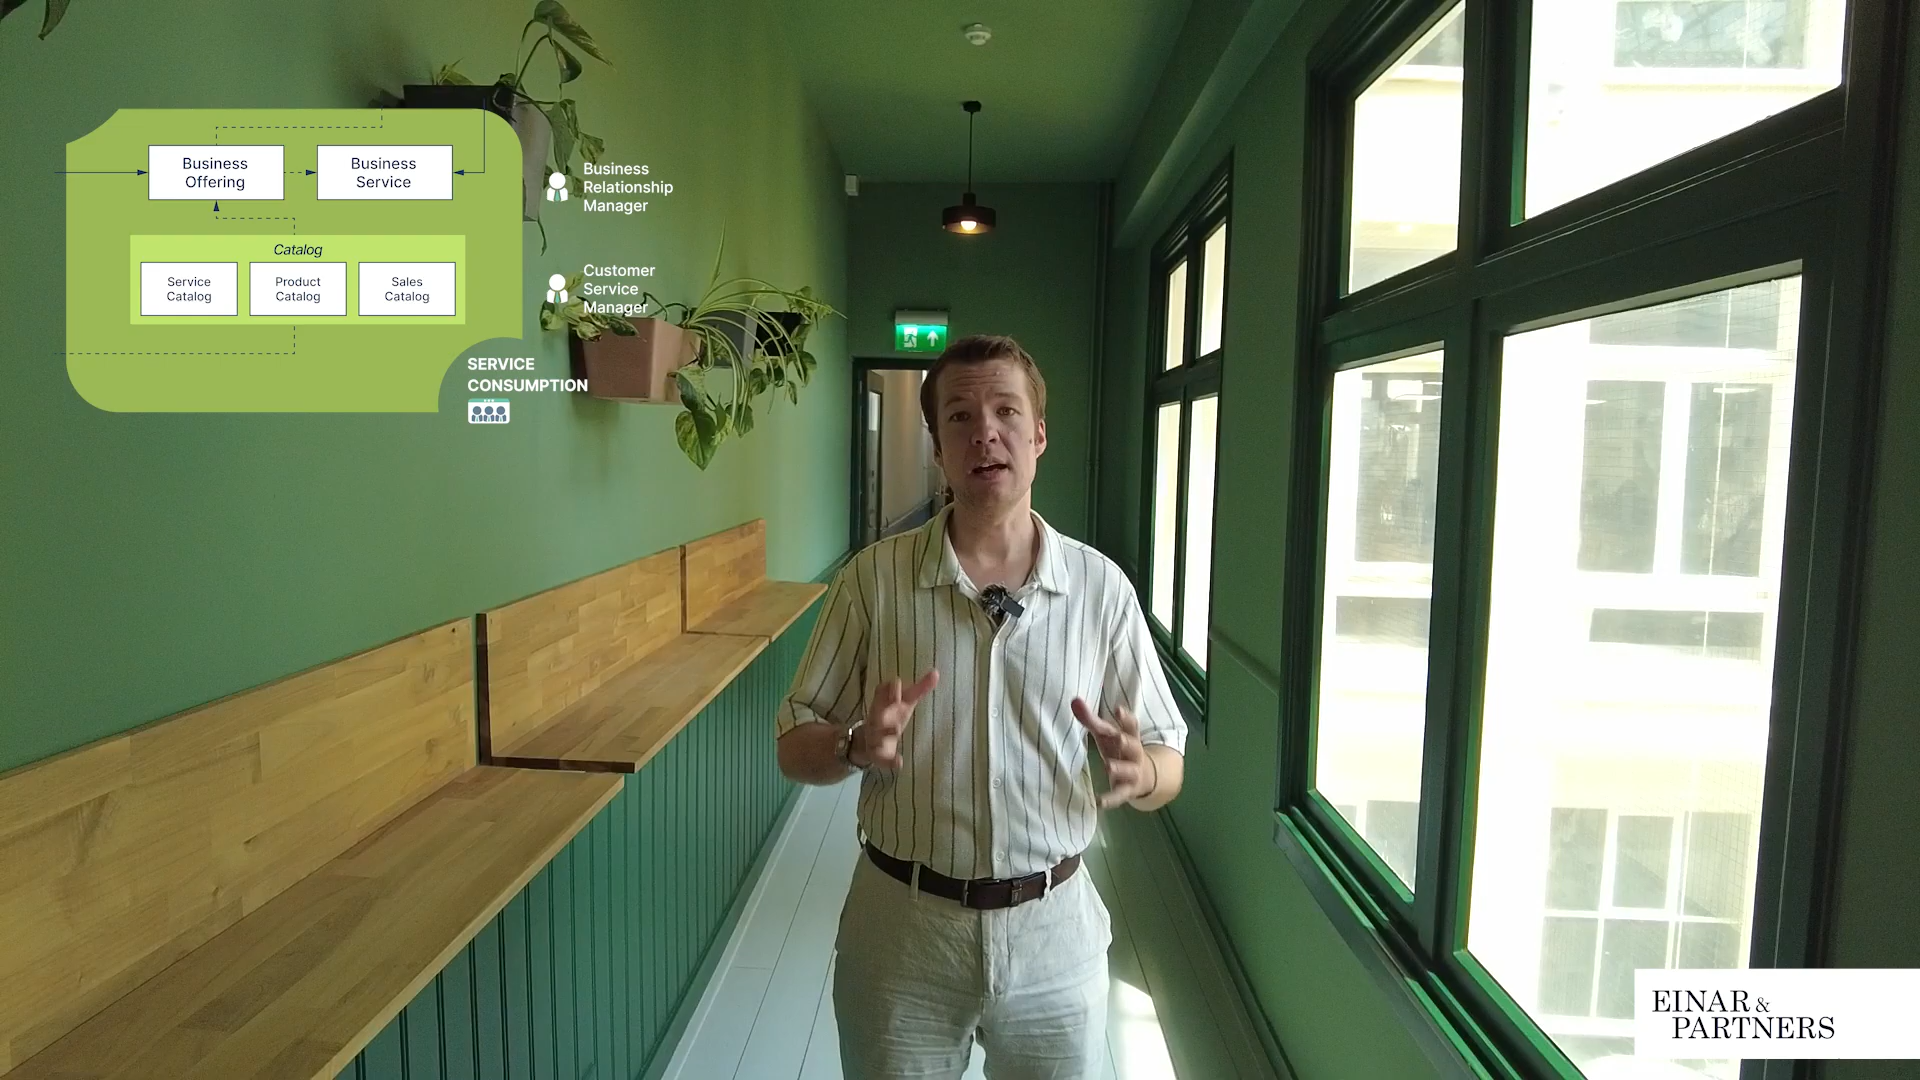 Business
Offering
Business
Service
Catalog
Service
Catalog
Product
Catalog
Sales
Catalog
Business
Relationship
Manager
Customer
Service
Manager
SERVICE
CONSUMPTION
EINAR &
PARTNERS